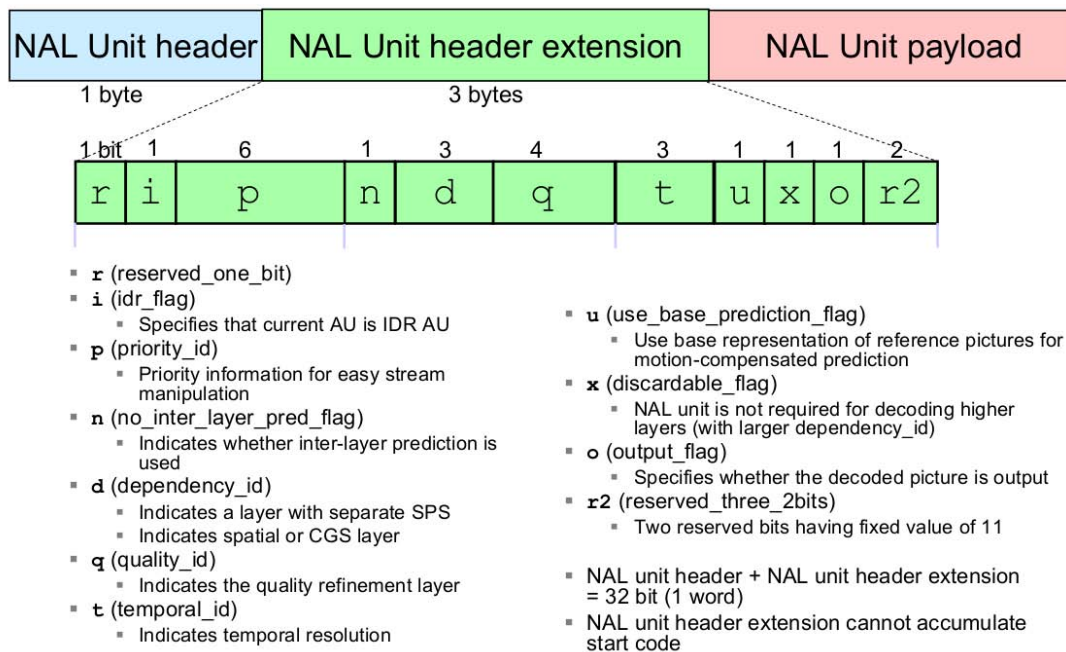 NAL Unit header NAL Unit header extension NAL Unit payload
1 byte 3 bytes
1 bit 1 6 1 3 4 3 1 1 1 2
r i p n d q t u x o r2
▪ r (reserved_one_bit)
▪ i (idr_flag)
▪ Specifies that current AU is IDR AU
▪ p (priority_id)
▪ Priority information for easy stream
manipulation
▪ n (no_inter_layer_pred_flag)
▪ Indicates whether inter-layer prediction is
used
▪ d (dependency_id)
▪ Indicates a layer with separate SPS
▪ Indicates spatial or CGS layer
▪ q (quality_id)
▪ Indicates the quality refinement layer
▪ t (temporal_id)
▪ Indicates temporal resolution
▪ u (use_base_prediction_flag)
▪ Use base representation of reference pictures for
motion-compensated prediction
▪ x (discardable_flag)
▪ NAL unit is not required for decoding higher
layers (with larger dependency_id)
▪ o (output_flag)
▪ Specifies whether the decoded picture is output
▪ r2 (reserved_three_2bits)
▪ Two reserved bits having fixed value of 11
▪ NAL unit header + NAL unit header extension
= 32 bit (1 word)
▪ NAL unit header extension cannot accumulate
start code